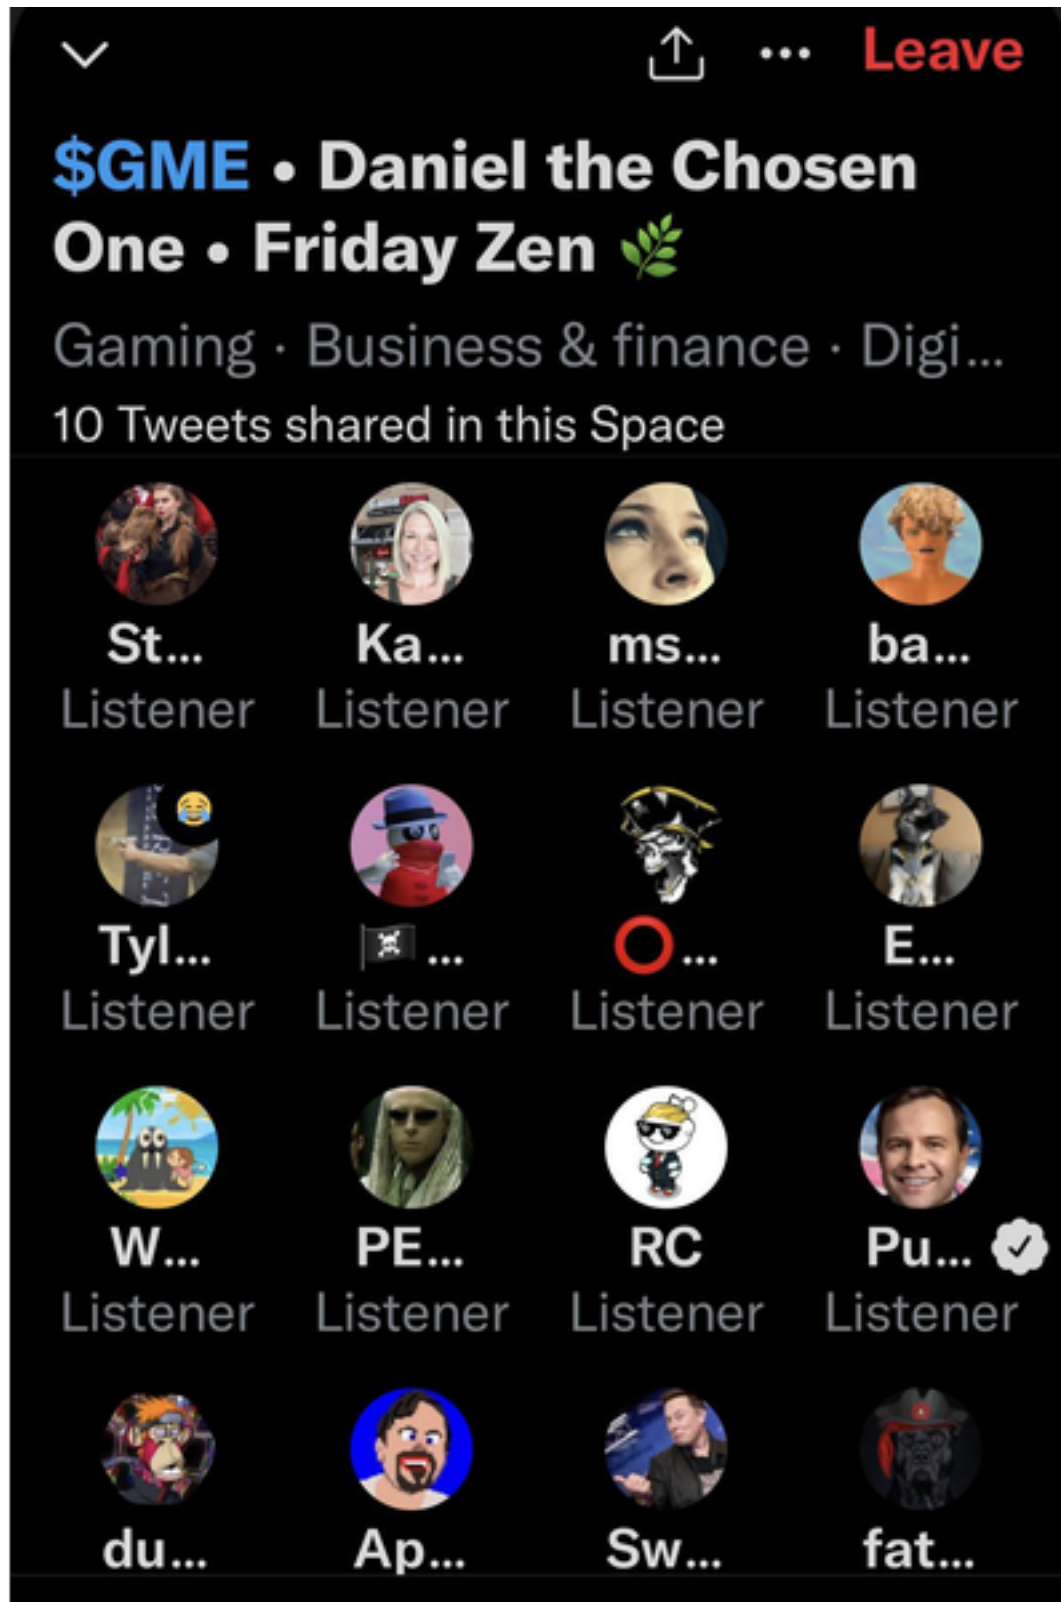 Leave
$GME • Daniel the Chosen
One • Friday Zen 🌿
Gaming · Business & finance · Digi...
10 Tweets shared in this Space
St... Ka... ms... ba...
Listener Listener Listener Listener
Tyl... 🏴‍☠️... ⭕... E...
Listener Listener Listener Listener
W... PE... RC Pu...
Listener Listener Listener Listener
du... Ap... Sw... fat...